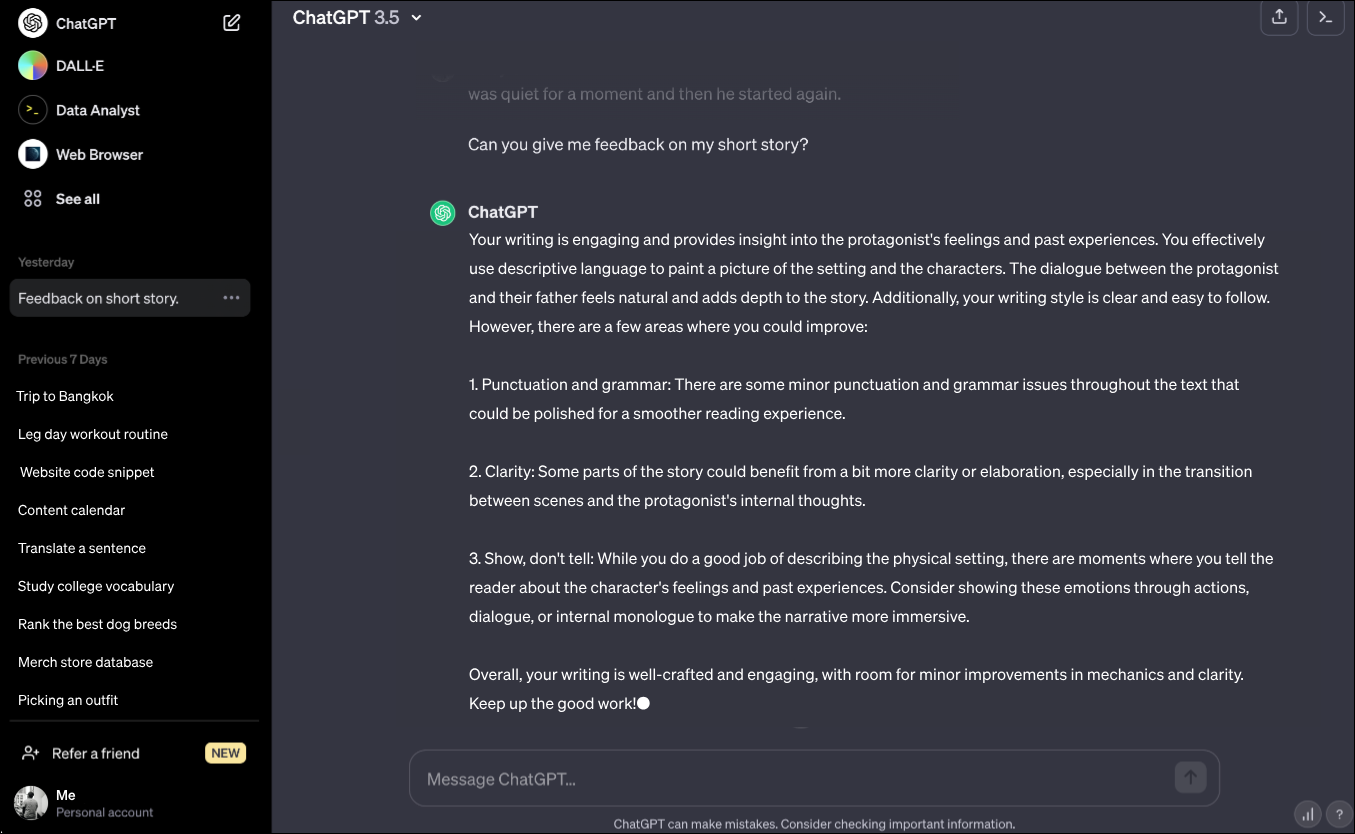 ChatGPT
DALL·E
Data Analyst
Web Browser
See all
Yesterday
Feedback on short story.
Previous 7 Days
Trip to Bangkok
Leg day workout routine
Website code snippet
Content calendar
Translate a sentence
Study college vocabulary
Rank the best dog breeds
Merch store database
Picking an outfit
Refer a friend NEW
Me
Personal account
ChatGPT 3.5
was quiet for a moment and then he started again.
Can you give me feedback on my short story?
ChatGPT
Your writing is engaging and provides insight into the protagonist's feelings and past experiences. You effectively
use descriptive language to paint a picture of the setting and the characters. The dialogue between the protagonist
and their father feels natural and adds depth to the story. Additionally, your writing style is clear and easy to follow.
However, there are a few areas where you could improve:
1. Punctuation and grammar: There are some minor punctuation and grammar issues throughout the text that
could be polished for a smoother reading experience.
2. Clarity: Some parts of the story could benefit from a bit more clarity or elaboration, especially in the transition
between scenes and the protagonist's internal thoughts.
3. Show, don't tell: While you do a good job of describing the physical setting, there are moments where you tell the
reader about the character's feelings and past experiences. Consider showing these emotions through actions,
dialogue, or internal monologue to make the narrative more immersive.
Overall, your writing is well-crafted and engaging, with room for minor improvements in mechanics and clarity.
Keep up the good work!
Message ChatGPT...
ChatGPT can make mistakes. Consider checking important information.
?